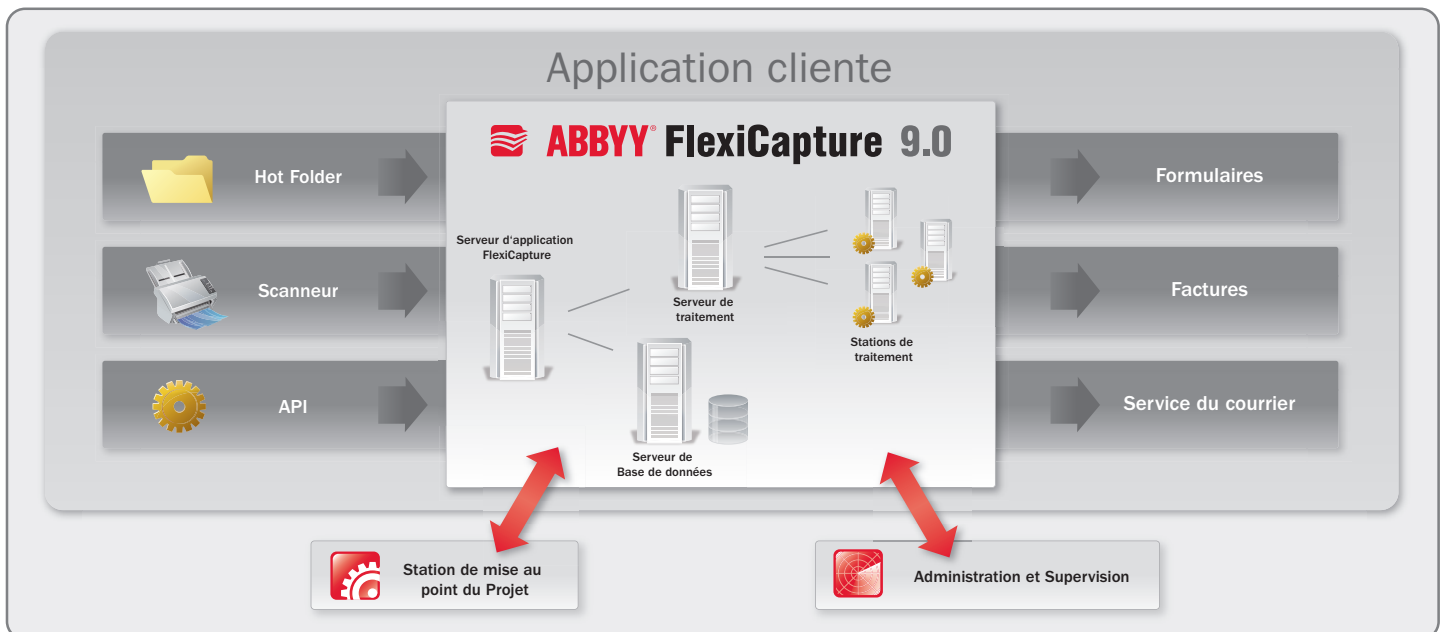 Application cliente
ABBYY® FlexiCapture 9.0
Hot Folder
Scanneur
API
Serveur d'application
FlexiCapture
Serveur de
traitement
Stations de
traitement
Serveur de
Base de données
Formulaires
Factures
Service du courrier
Station de mise au
point du Projet
Administration et Supervision